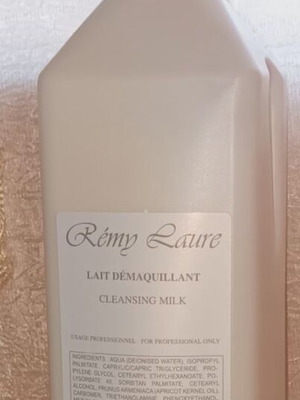 Rémy Laure
LAIT DÉMAQUILLANT
CLEANSING MILK
USAGE PROFESSIONNEL - FOR PROFESSIONAL ONLY
INGREDIENTS : AQUA (DEIONISED WATER), ISOPROPYL
PALMITATE, CAPRYLIC/CAPRIC TRIGLYCERIDE, PRO-
PYLENE GLYCOL, CETEARYL ETHYLHEXANOATE, PO-
LYSORBATE 40, SORBITAN PALMITATE, CETEARYL
ALCOHOL, PRUNUS ARMENIACA (APRICOT KERNEL OIL),
CARBOMER, TRIETHANOLAMINE, PHENOXYETHANOL,